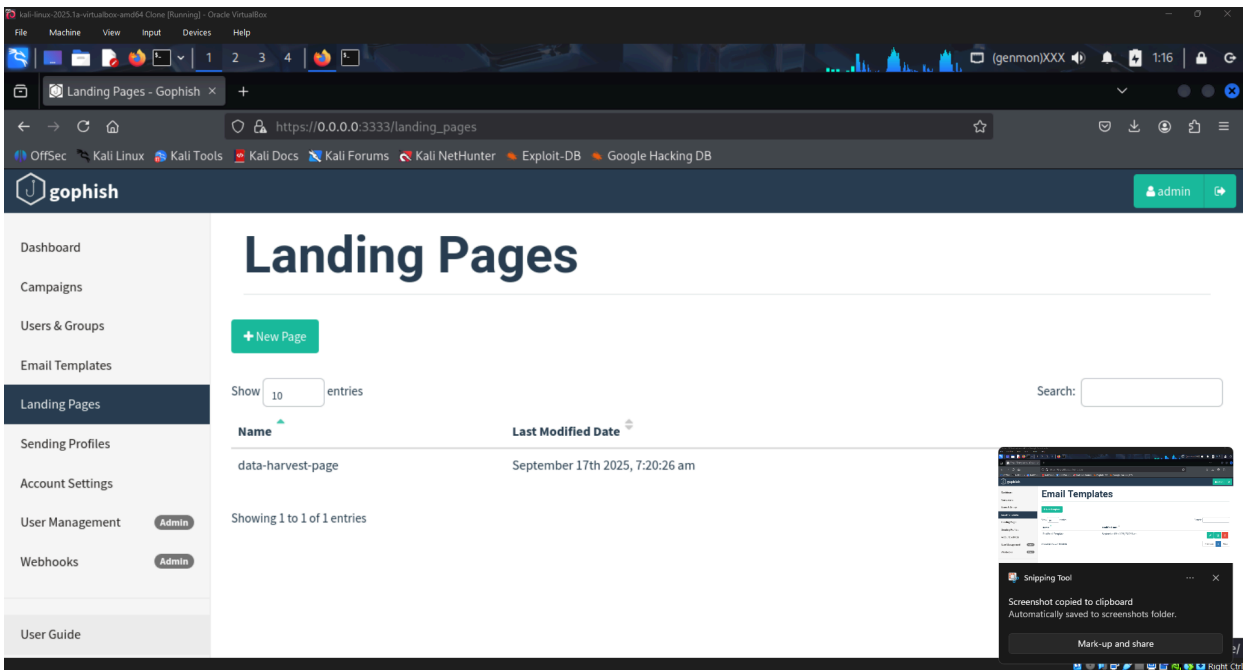 kali-linux-2025.1a-virtualbox-amd64 Clone [Running] - Oracle VirtualBox
File Machine View Input Devices Help
1 2 3 4 (genmon)XXX 1:16
Landing Pages - Gophish
https://0.0.0.0:3333/landing_pages
OffSec Kali Linux Kali Tools Kali Docs Kali Forums Kali NetHunter Exploit-DB Google Hacking DB
gophish admin
Dashboard
Campaigns
Users & Groups
Email Templates
Landing Pages
Sending Profiles
Account Settings
User Management Admin
Webhooks Admin
User Guide
Landing Pages
New Page
Show 10 entries Search:
Name Last Modified Date
data-harvest-page September 17th 2025, 7:20:26 am
Showing 1 to 1 of 1 entries
gophish
Email Templates
Snipping Tool
Screenshot copied to clipboard
Automatically saved to screenshots folder.
Mark-up and share
Right Ctrl